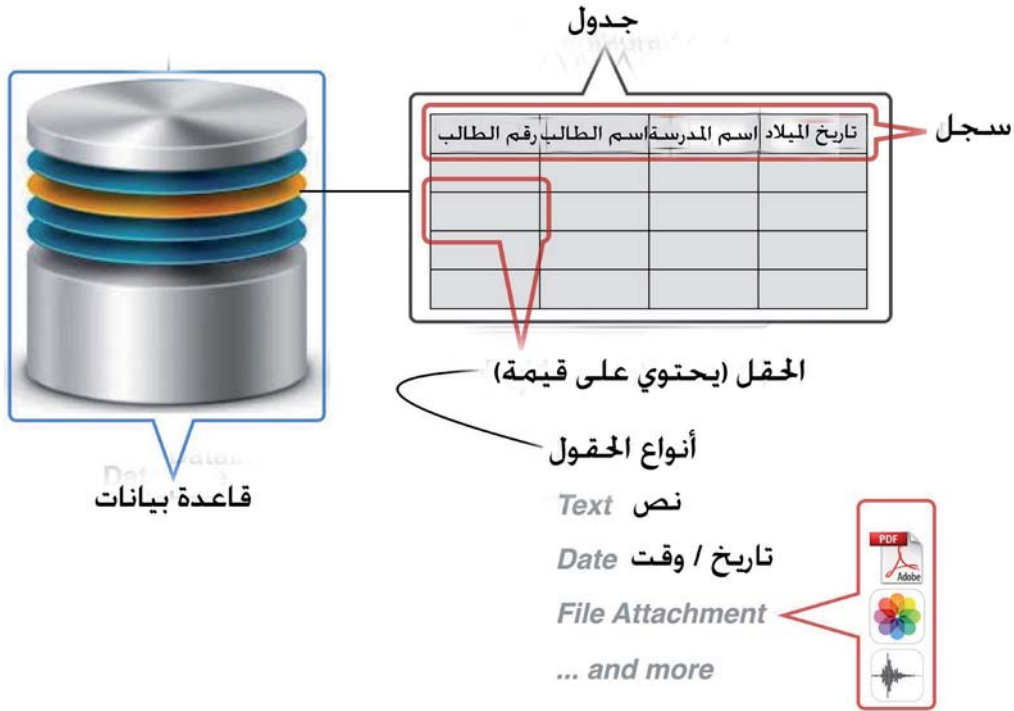 جدول
تاريخ الميلاد
اسم المدرسة
اسم الطالب
رقم الطالب
سجل
الحقل (يحتوي على قيمة)
أنواع الحقول
قاعدة بيانات
Text نص
Date تاريخ / وقت
File Attachment
... and more
PDF
Adobe